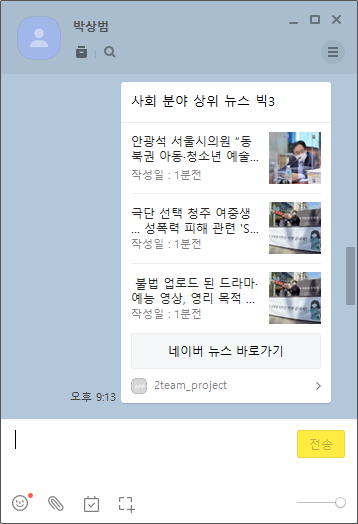 박상범
사회 분야 상위 뉴스 빅3
안광석 서울시의원 “동
북권 아동·청소년 예술...
작성일 : 1분전
극단 선택 청주 여중생
... 성폭력 피해 관련 'S...
작성일 : 1분전
불법 업로드 된 드라마·
예능 영상, 영리 목적 ...
작성일 : 1분전
네이버 뉴스 바로가기
2team_project
오후 9:13
전송